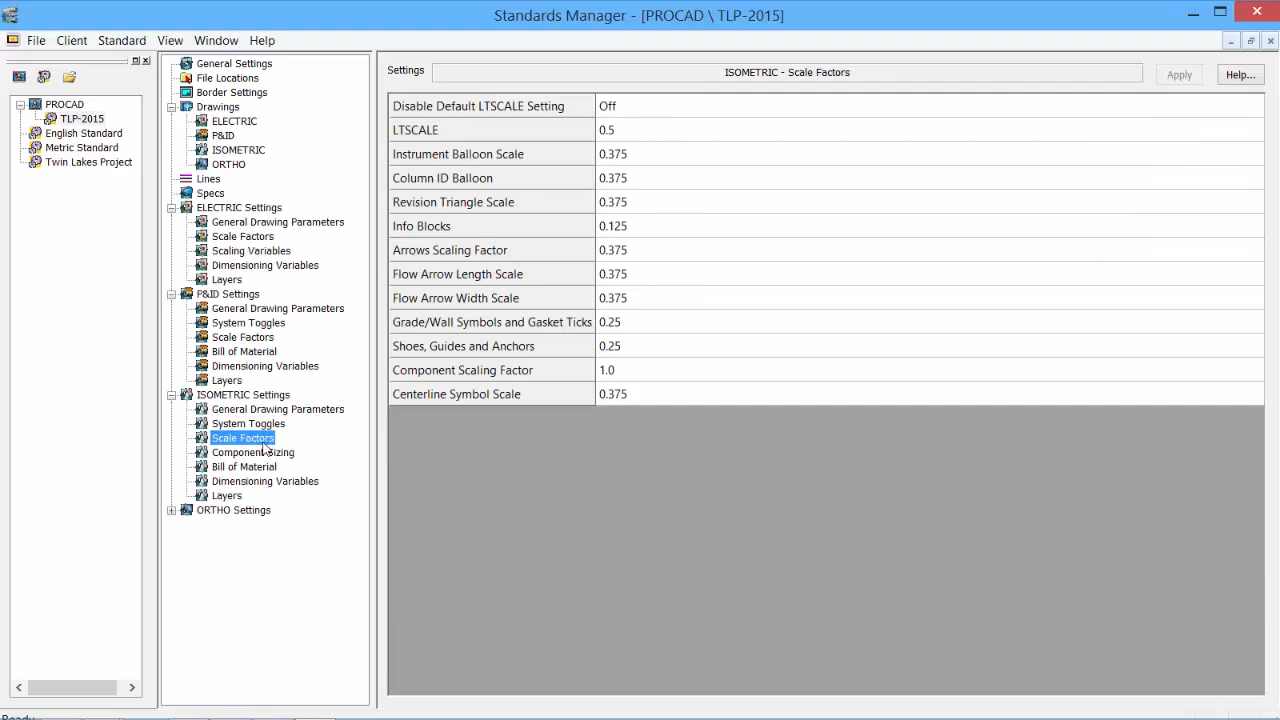 Standards Manager - [PROCAD \ TLP-2015]
File Client Standard View Window Help
PROCAD
TLP-2015
English Standard
Metric Standard
Twin Lakes Project
General Settings
File Locations
Border Settings
Drawings
ELECTRIC
P&ID
ISOMETRIC
ORTHO
Lines
Specs
ELECTRIC Settings
General Drawing Parameters
Scale Factors
Scaling Variables
Dimensioning Variables
Layers
P&ID Settings
General Drawing Parameters
System Toggles
Scale Factors
Bill of Material
Dimensioning Variables
Layers
ISOMETRIC Settings
General Drawing Parameters
System Toggles
Scale Factors
Component Sizing
Bill of Material
Dimensioning Variables
Layers
ORTHO Settings
Settings ISOMETRIC - Scale Factors Apply Help...
Disable Default LTSCALE Setting Off
LTSCALE 0.5
Instrument Balloon Scale 0.375
Column ID Balloon 0.375
Revision Triangle Scale 0.375
Info Blocks 0.125
Arrows Scaling Factor 0.375
Flow Arrow Length Scale 0.375
Flow Arrow Width Scale 0.375
Grade/Wall Symbols and Gasket Ticks 0.25
Shoes, Guides and Anchors 0.25
Component Scaling Factor 1.0
Centerline Symbol Scale 0.375
Ready